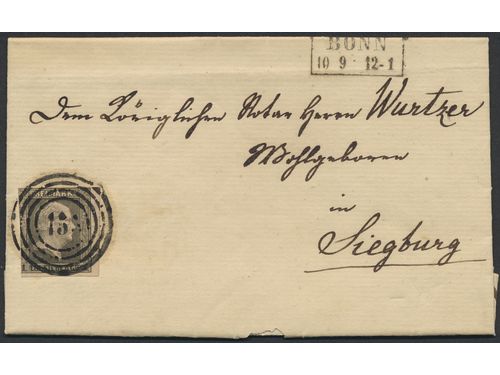 BONN
10 9 12-1
Dem Königlichen Notar Herrn Wurtzer
Wohlgeboren
in
Siegburg